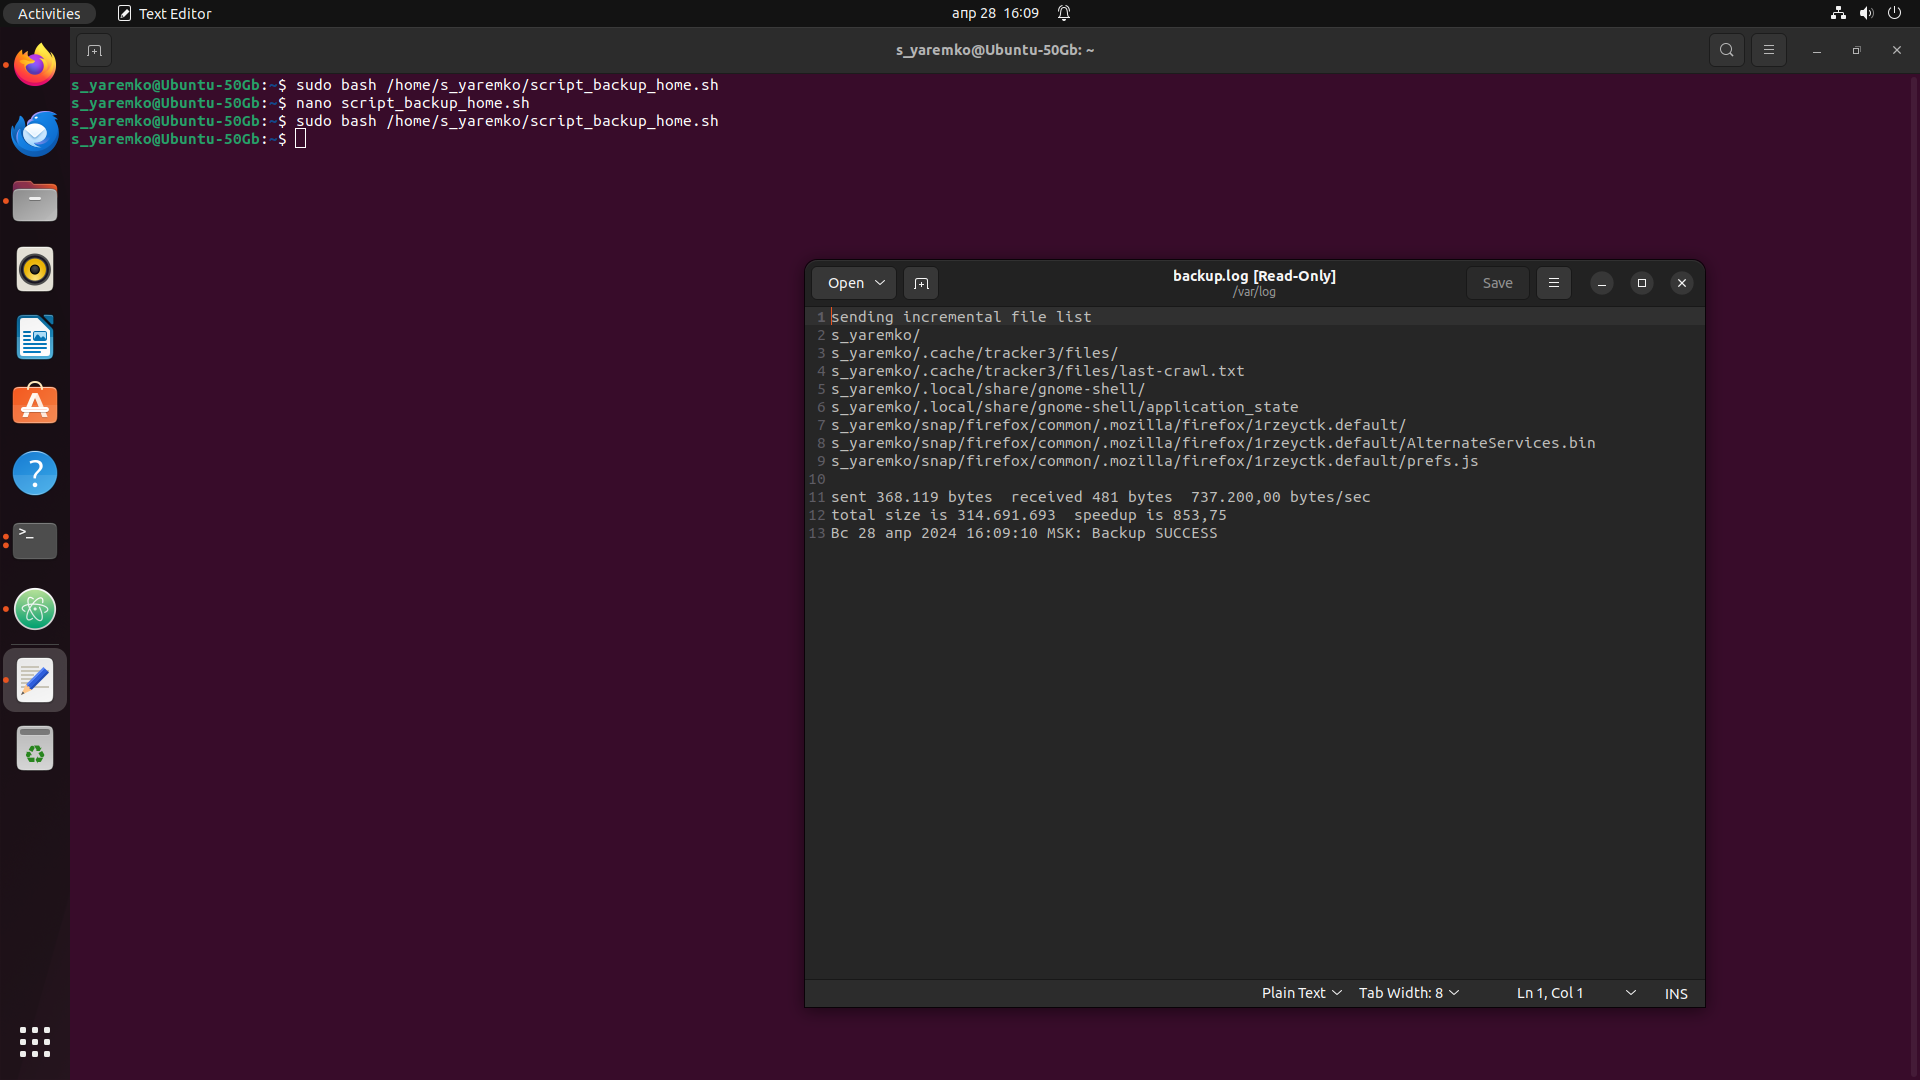 Activities
Text Editor
апр 28 16:09
s_yaremko@Ubuntu-50Gb: ~
s_yaremko@Ubuntu-50Gb:~$ sudo bash /home/s_yaremko/script_backup_home.sh
s_yaremko@Ubuntu-50Gb:~$ nano script_backup_home.sh
s_yaremko@Ubuntu-50Gb:~$ sudo bash /home/s_yaremko/script_backup_home.sh
s_yaremko@Ubuntu-50Gb:~$
Open
backup.log [Read-Only]
/var/log
Save
1 sending incremental file list
2 s_yaremko/
3 s_yaremko/.cache/tracker3/files/
4 s_yaremko/.cache/tracker3/files/last-crawl.txt
5 s_yaremko/.local/share/gnome-shell/
6 s_yaremko/.local/share/gnome-shell/application_state
7 s_yaremko/snap/firefox/common/.mozilla/firefox/1rzeyctk.default/
8 s_yaremko/snap/firefox/common/.mozilla/firefox/1rzeyctk.default/AlternateServices.bin
9 s_yaremko/snap/firefox/common/.mozilla/firefox/1rzeyctk.default/prefs.js
10
11 sent 368.119 bytes  received 481 bytes  737.200,00 bytes/sec
12 total size is 314.691.693  speedup is 853,75
13 Вс 28 апр 2024 16:09:10 MSK: Backup SUCCESS
Plain Text
Tab Width: 8
Ln 1, Col 1
INS